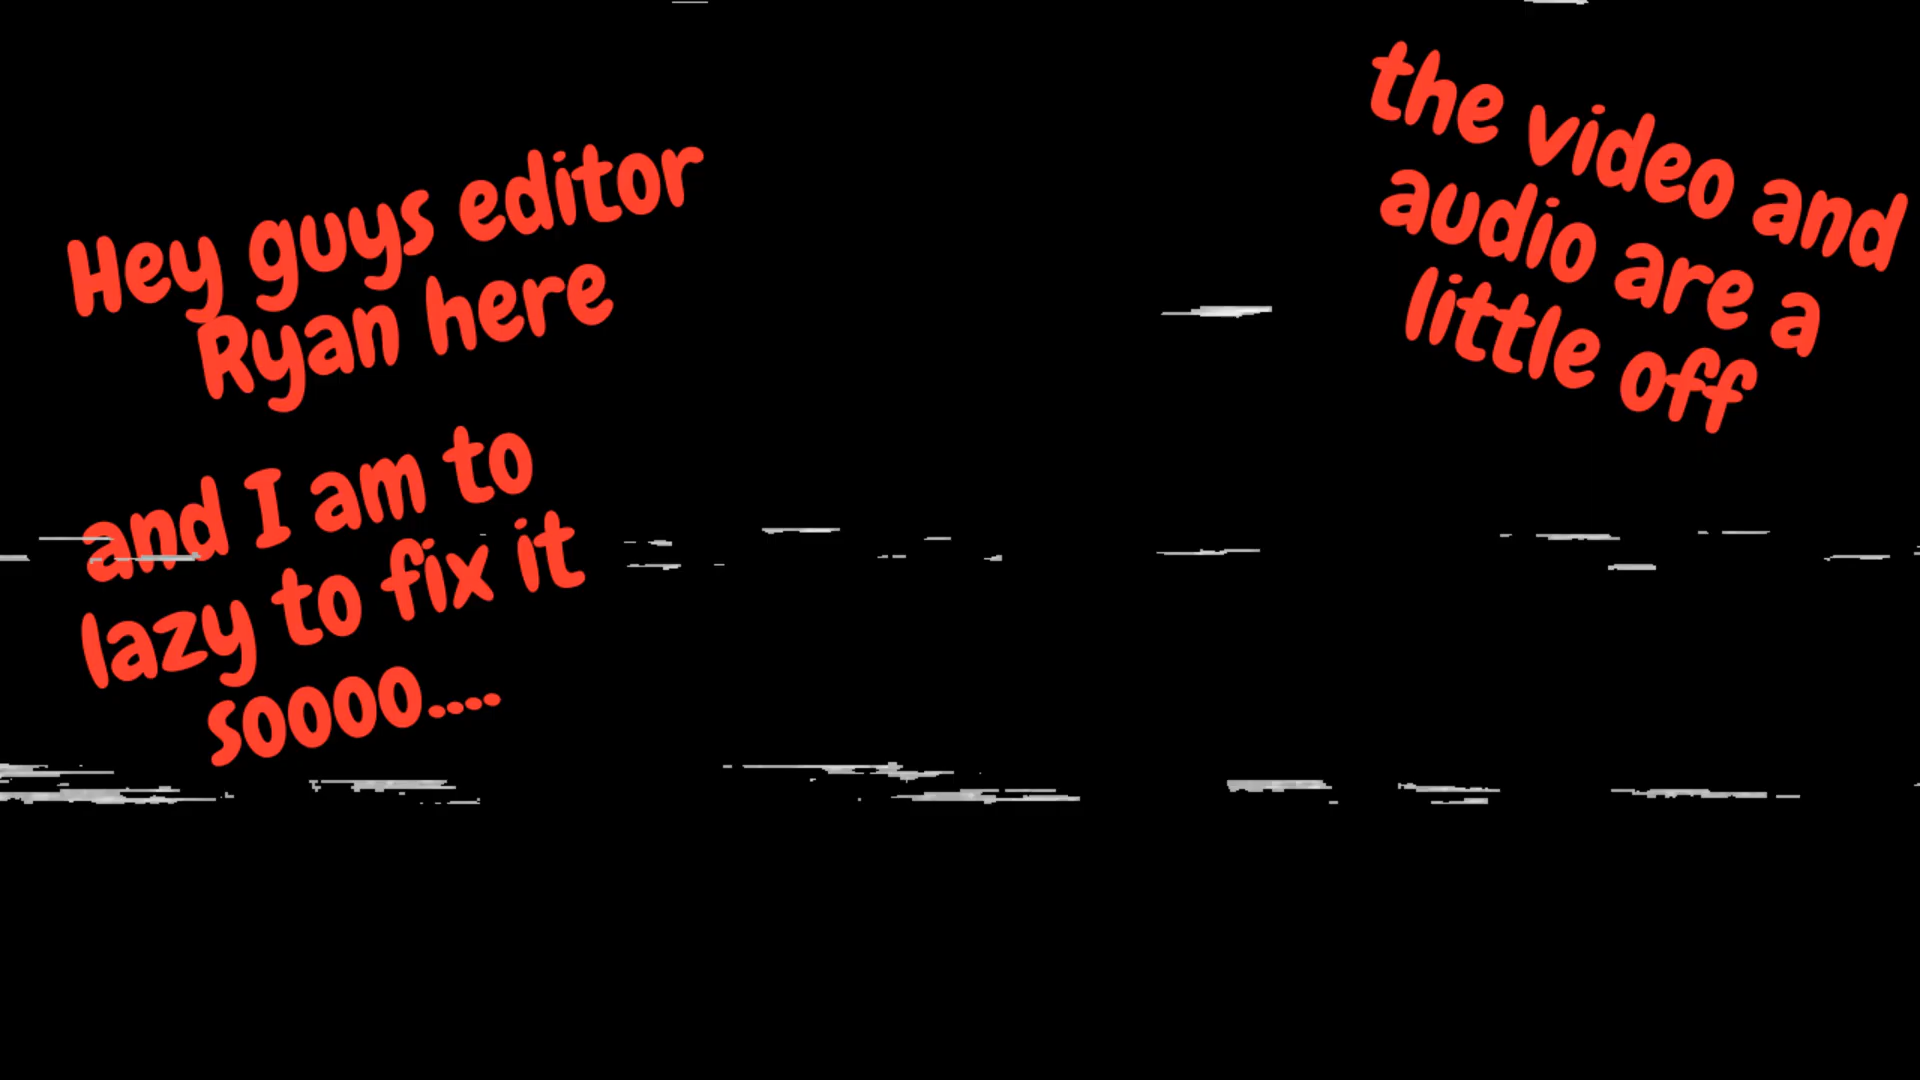 Hey guys editor
Ryan here
the video and
audio are a
little off
and I am to
lazy to fix it
soooo....